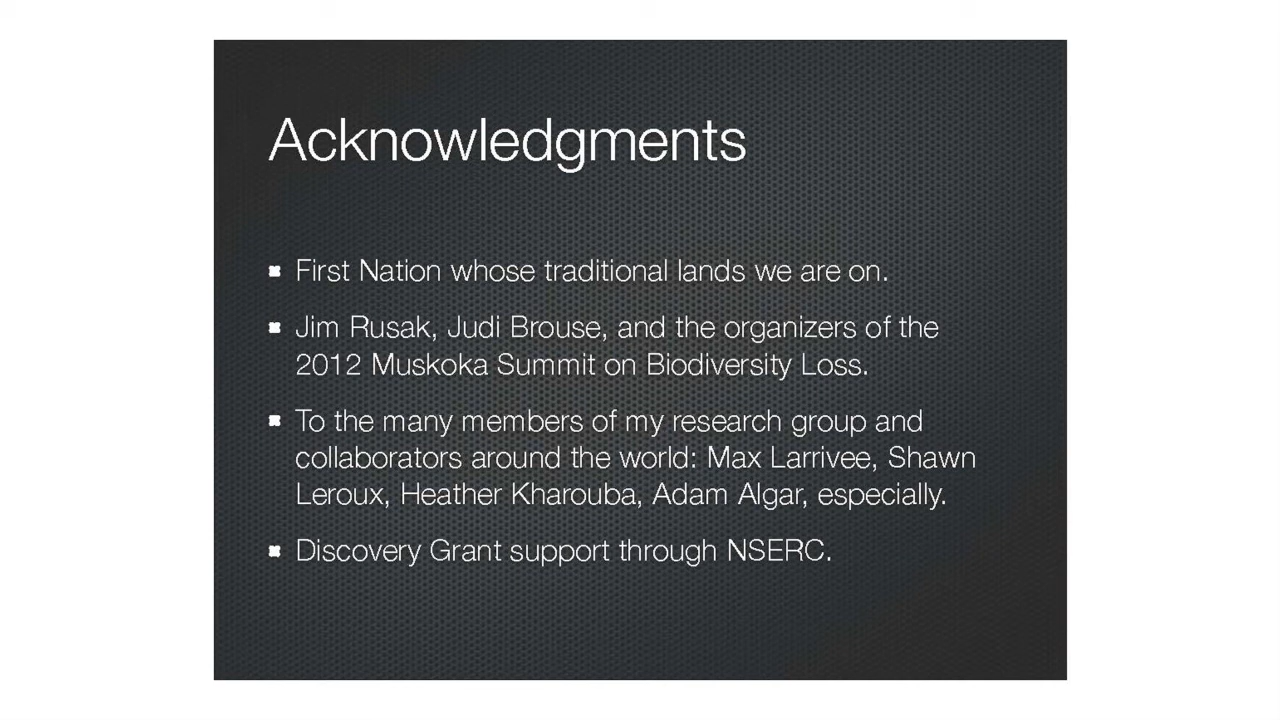 Acknowledgments
First Nation whose traditional lands we are on.
Jim Rusak, Judi Brouse, and the organizers of the
2012 Muskoka Summit on Biodiversity Loss.
To the many members of my research group and
collaborators around the world: Max Larrivee, Shawn
Leroux, Heather Kharouba, Adam Algar, especially.
Discovery Grant support through NSERC.